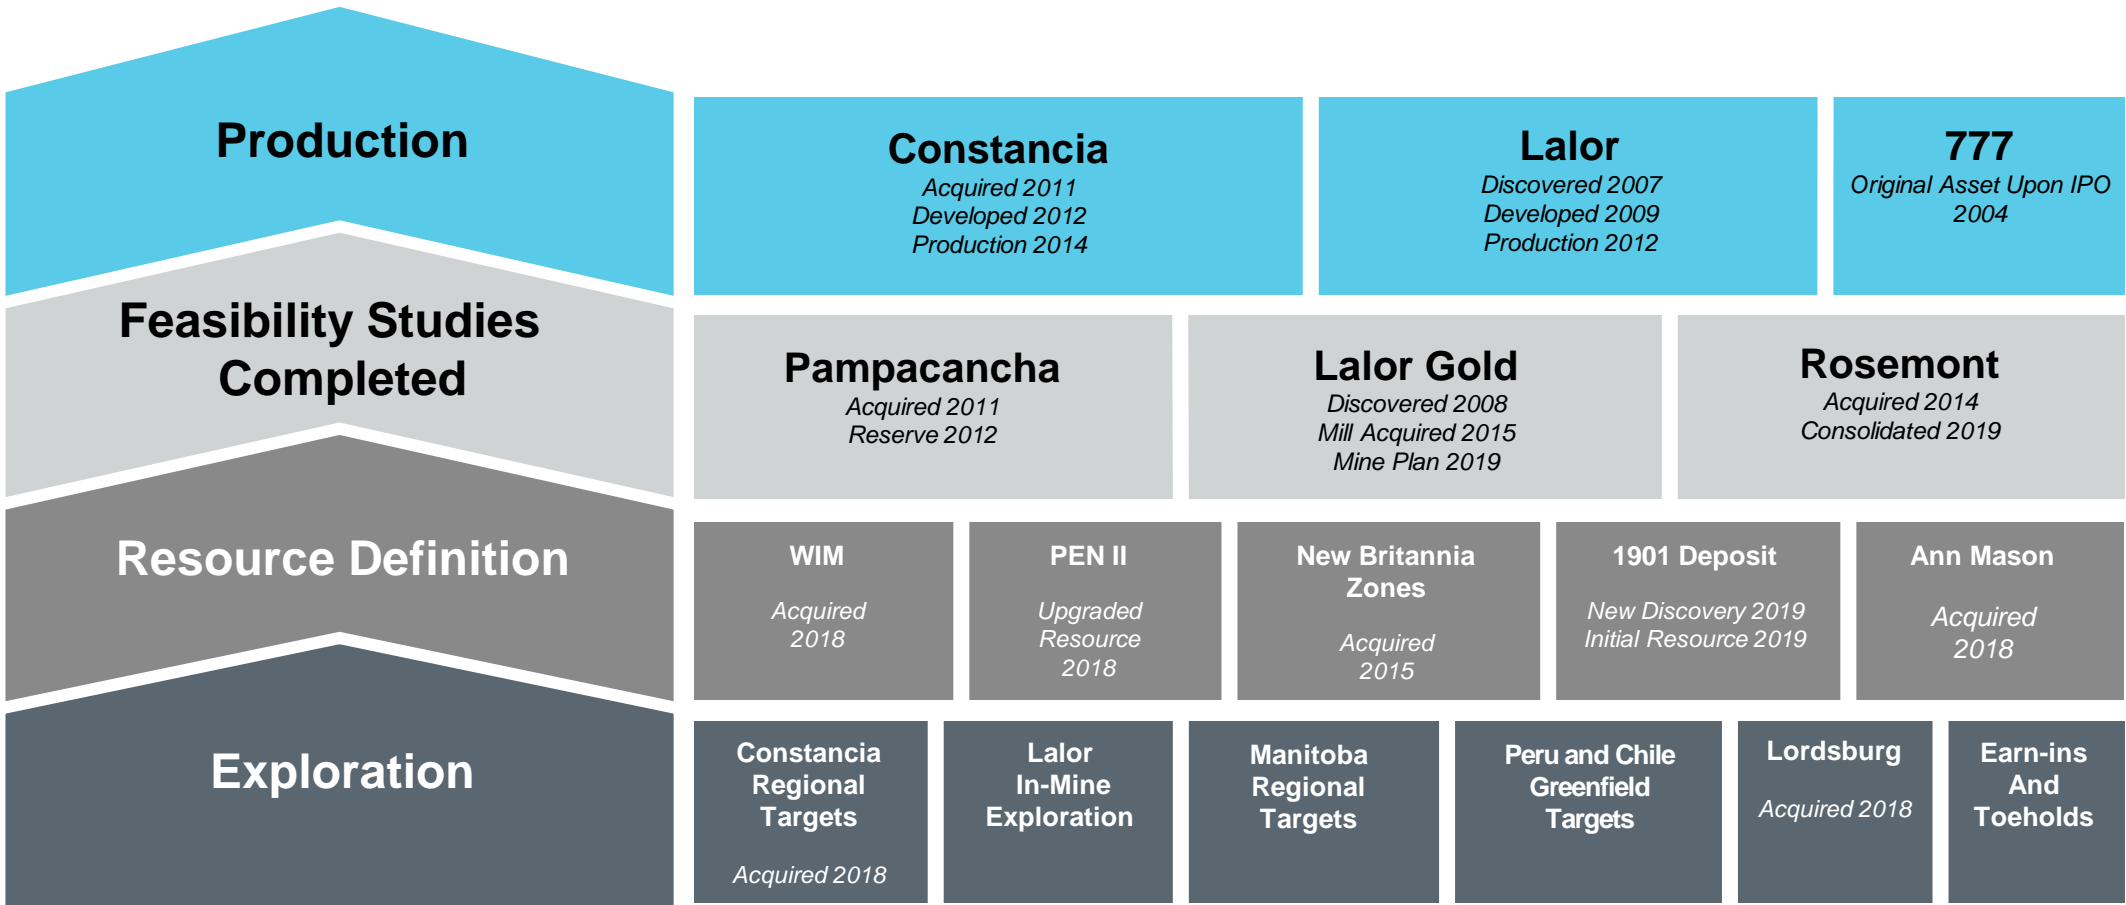 Production
Constancia
Acquired 2011
Developed 2012
Production 2014
Lalor
Discovered 2007
Developed 2009
Production 2012
777
Original Asset Upon IPO
2004
Feasibility Studies
Completed
Pampacancha
Acquired 2011
Reserve 2012
Lalor Gold
Discovered 2008
Mill Acquired 2015
Mine Plan 2019
Rosemont
Acquired 2014
Consolidated 2019
Resource Definition
WIM
Acquired
2018
PEN II
Upgraded
Resource
2018
New Britannia
Zones
Acquired
2015
1901 Deposit
New Discovery 2019
Initial Resource 2019
Ann Mason
Acquired
2018
Exploration
Constancia
Regional
Targets
Acquired 2018
Lalor
In-Mine
Exploration
Manitoba
Regional
Targets
Peru and Chile
Greenfield
Targets
Lordsburg
Acquired 2018
Earn-ins
And
Toeholds